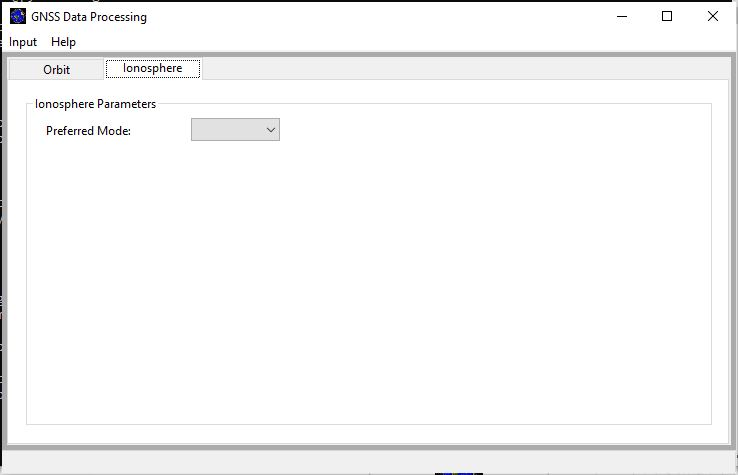 GNSS Data Processing
Input Help
Orbit Ionosphere
Ionosphere Parameters
Preferred Mode: